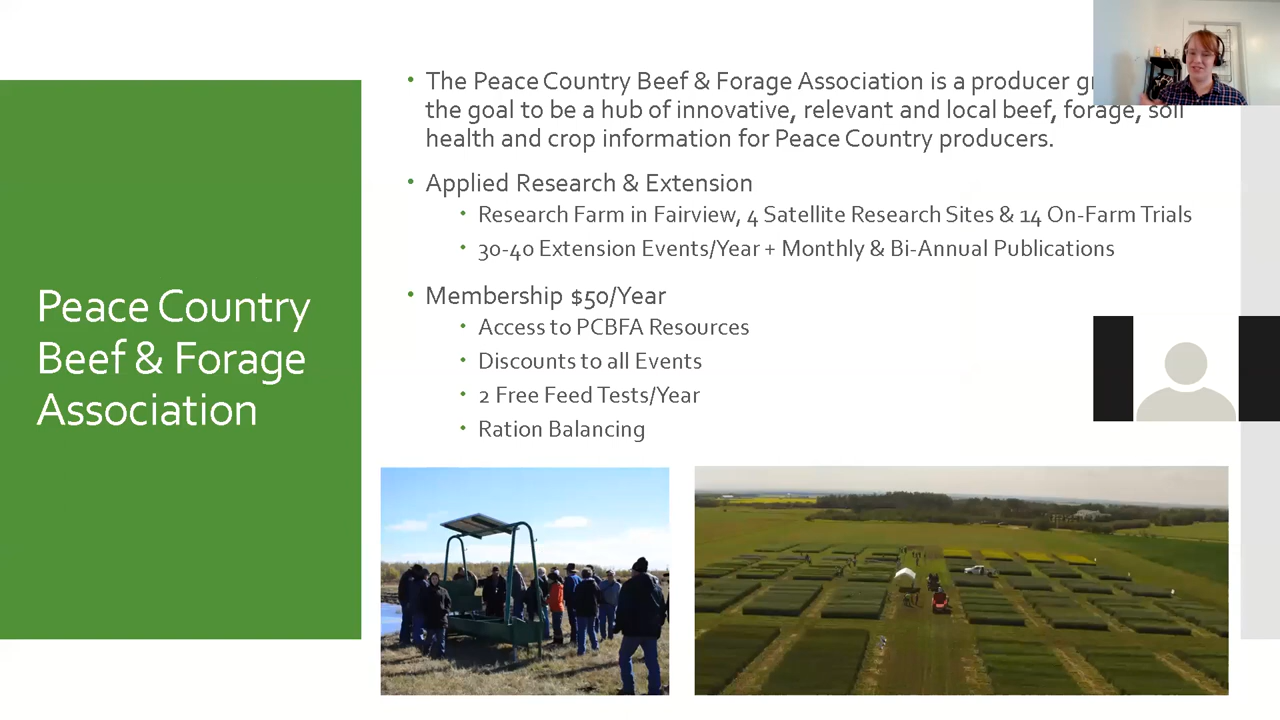 Peace Country
Beef & Forage
Association
• The Peace Country Beef & Forage Association is a producer
the goal to be a hub of innovative, relevant and local beef, forage, soil
health and crop information for Peace Country producers.
• Applied Research & Extension
• Research Farm in Fairview, 4 Satellite Research Sites & 14 On-Farm Trials
• 30-40 Extension Events/Year + Monthly & Bi-Annual Publications
• Membership $50/Year
• Access to PCBFA Resources
• Discounts to all Events
• 2 Free Feed Tests/Year
• Ration Balancing